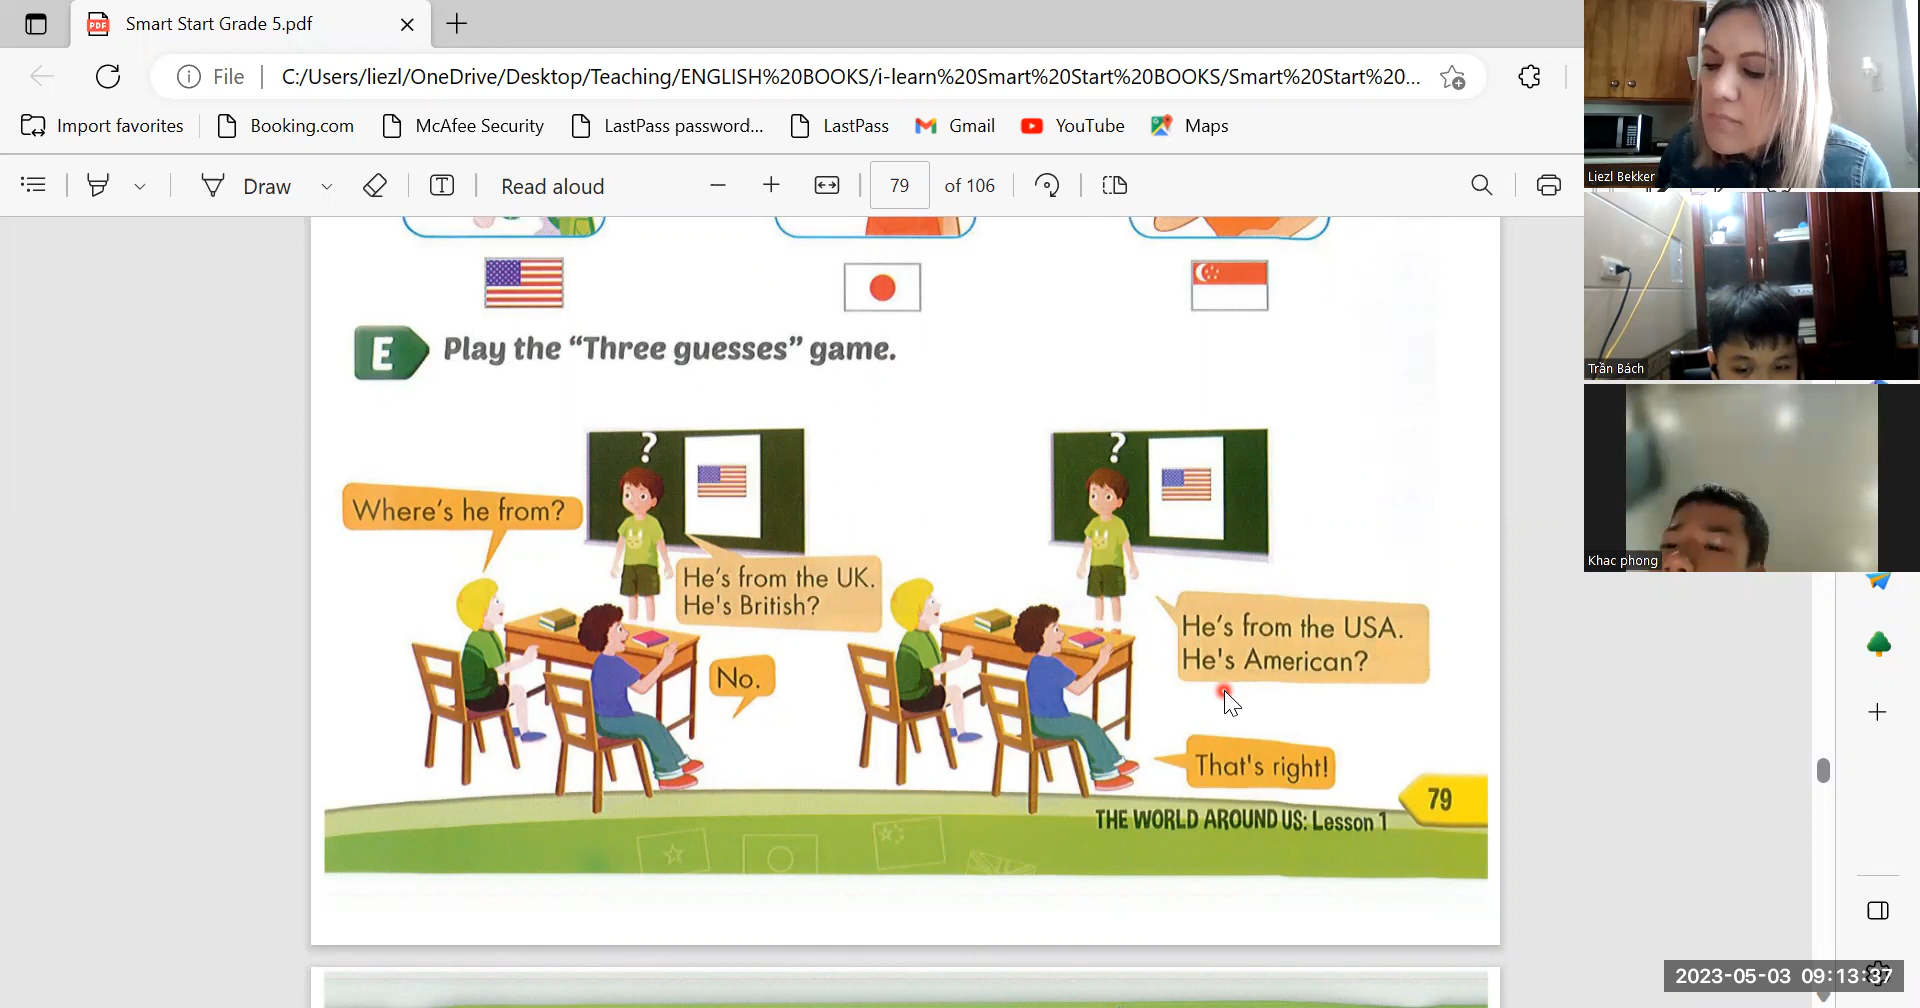 Smart Start Grade 5.pdf
File
C:/Users/liezl/OneDrive/Desktop/Teaching/ENGLISH%20BOOKS/i-learn%20Smart%20Start%20BOOKS/Smart%20Start%20...
Import favorites
Booking.com
McAfee Security
LastPass password...
LastPass
Gmail
YouTube
Maps
Draw
Read aloud
79
of 106
Liezl Bekker
Trần Bách
Khac phong
E Play the “Three guesses” game.
?
Where's he from?
He's from the UK.
He's British?
No.
?
He's from the USA.
He's American?
That's right!
79
THE WORLD AROUND US: Lesson 1
2023-05-03 09:13:37